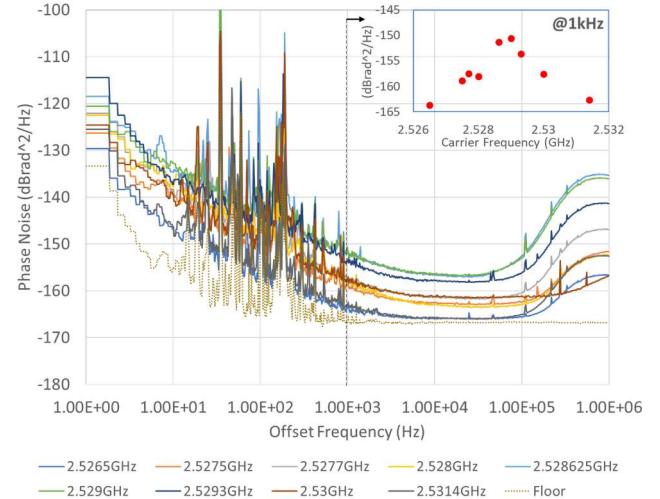 -100
-110
-120
-130
-140
-150
-160
-170
-180
Phase Noise (dBrad^2/Hz)
1.00E+00 1.00E+01 1.00E+02 1.00E+03 1.00E+04 1.00E+05 1.00E+06
Offset Frequency (Hz)
-145
-150
-155
-160
-165
(dBrad^2/Hz)
@1kHz
2.526 2.528 2.53 2.532
Carrier Frequency (GHz)
2.5265GHz 2.5275GHz 2.5277GHz 2.528GHz 2.528625GHz
2.529GHz 2.5293GHz 2.53GHz 2.5314GHz Floor